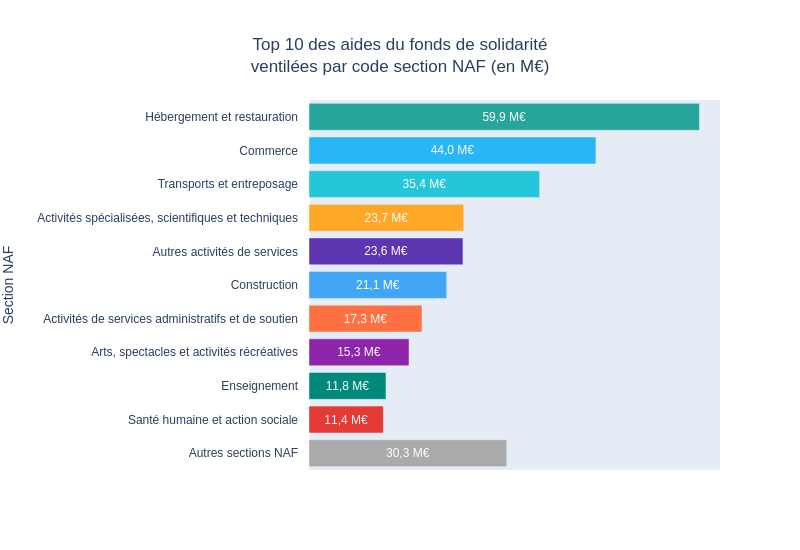 Top 10 des aides du fonds de solidarité
ventilées par code section NAF (en M€)
Section NAF
Hébergement et restauration 59,9 M€
Commerce 44,0 M€
Transports et entreposage 35,4 M€
Activités spécialisées, scientifiques et techniques 23,7 M€
Autres activités de services 23,6 M€
Construction 21,1 M€
Activités de services administratifs et de soutien 17,3 M€
Arts, spectacles et activités récréatives 15,3 M€
Enseignement 11,8 M€
Santé humaine et action sociale 11,4 M€
Autres sections NAF 30,3 M€